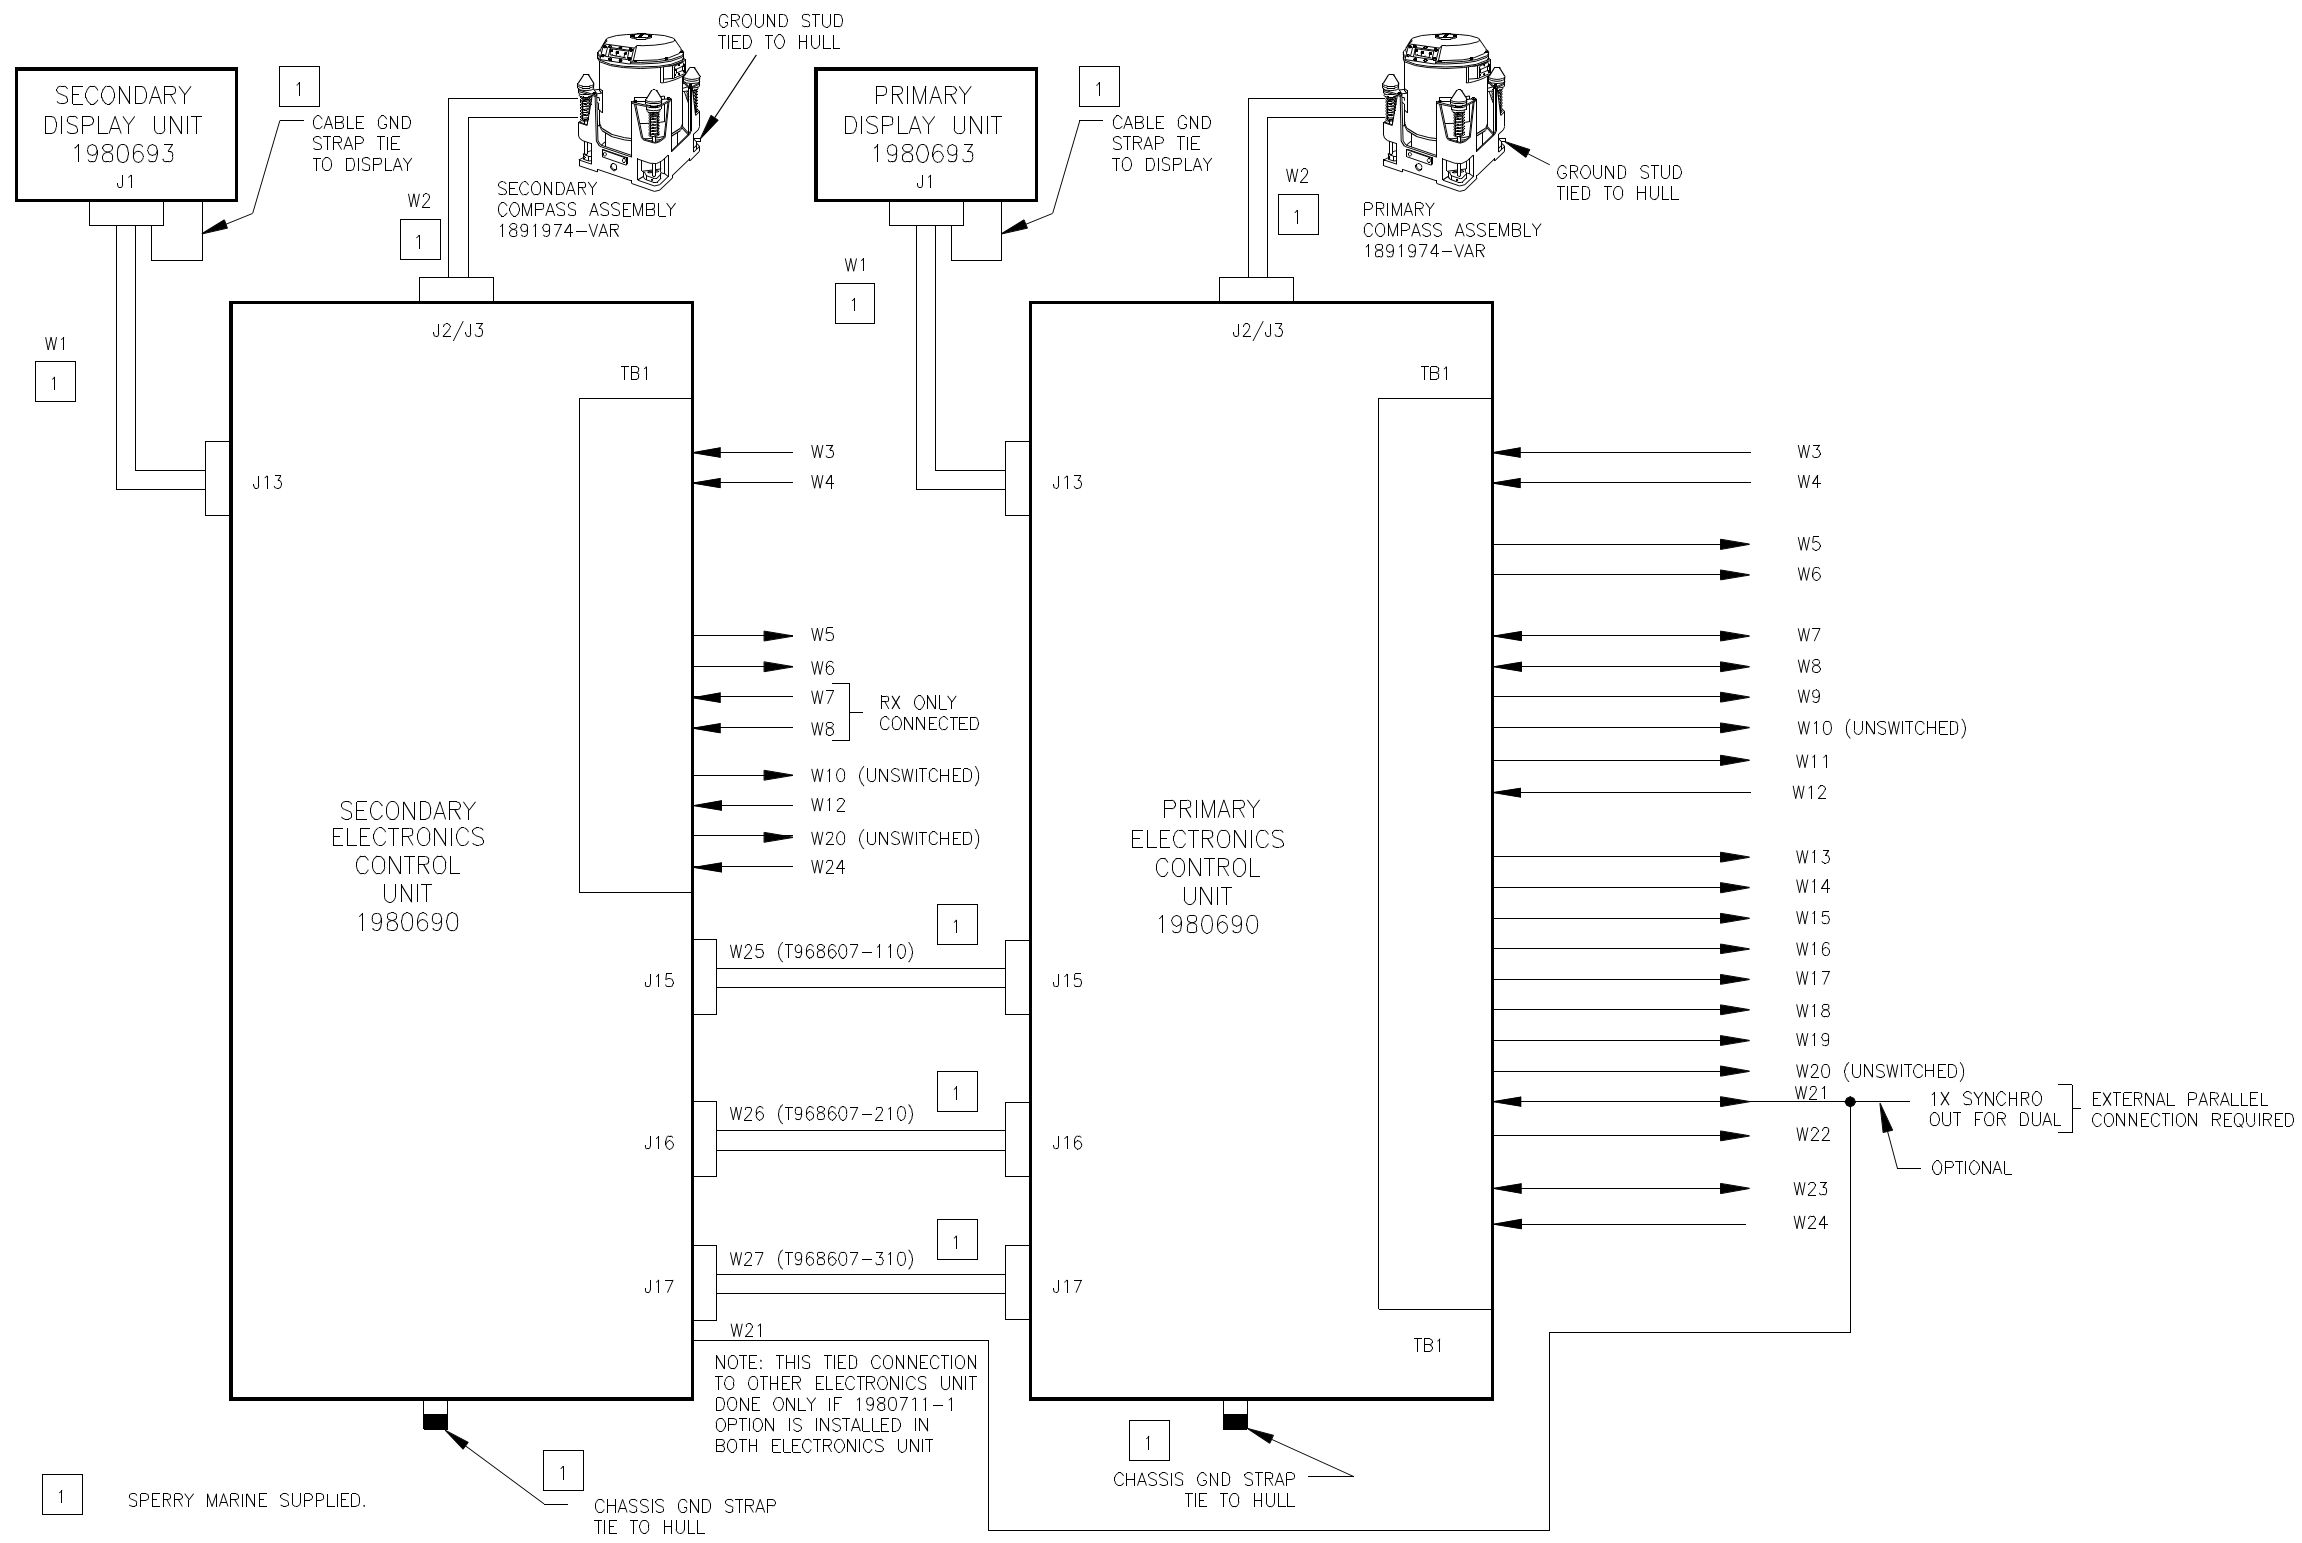 GROUND STUD
TIED TO HULL
SECONDARY
DISPLAY UNIT
1980693
J1
1
CABLE GND
STRAP TIE
TO DISPLAY
W2
1
SECONDARY
COMPASS ASSEMBLY
1891974-VAR
PRIMARY
DISPLAY UNIT
1980693
J1
1
CABLE GND
STRAP TIE
TO DISPLAY
W2
1
GROUND STUD
TIED TO HULL
PRIMARY
COMPASS ASSEMBLY
1891974-VAR
W1
1
W1
1
J2/J3
TB1
J13
W3
W4
W5
W6
W7
W8
RX ONLY
CONNECTED
W10 (UNSWITCHED)
W12
W20 (UNSWITCHED)
W24
SECONDARY
ELECTRONICS
CONTROL
UNIT
1980690
J15
W25 (T968607-110)
1
J16
W26 (T968607-210)
1
J17
W27 (T968607-310)
1
W21
NOTE: THIS TIED CONNECTION
TO OTHER ELECTRONICS UNIT
DONE ONLY IF 1980711-1
OPTION IS INSTALLED IN
BOTH ELECTRONICS UNIT
J2/J3
TB1
J13
PRIMARY
ELECTRONICS
CONTROL
UNIT
1980690
J15
J16
J17
TB1
W3
W4
W5
W6
W7
W8
W9
W10 (UNSWITCHED)
W11
W12
W13
W14
W15
W16
W17
W18
W19
W20 (UNSWITCHED)
W21
1X SYNCHRO
OUT FOR DUAL
EXTERNAL PARALLEL
CONNECTION REQUIRED
W22
OPTIONAL
W23
W24
1
CHASSIS GND STRAP
TIE TO HULL
1
CHASSIS GND STRAP
TIE TO HULL
1
SPERRY MARINE SUPPLIED.